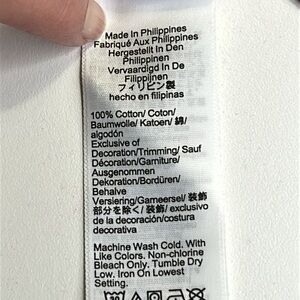 Made In Philippines
Fabriqué Aux Philippines
Hergestellt In Den
Philippinen
Vervaardigd In De
Filippijnen
フィリピン製
hecho en filipinas
100% Cotton/ Coton/
Baumwolle/ Katoen/ 綿/
algodón
Exclusive of
Decoration/Trimming/ Sauf
Décoration/Garniture/
Ausgenommen
Dekoration/Bordüren/
Behalve
Versiering/Garneersel/ 装飾
部分を除く/ 装飾/ exclusivo
de la decoración/costura
decorativa
Machine Wash Cold. With
Like Colors. Non-chlorine
Bleach Only. Tumble Dry
Low. Iron On Lowest
Setting.